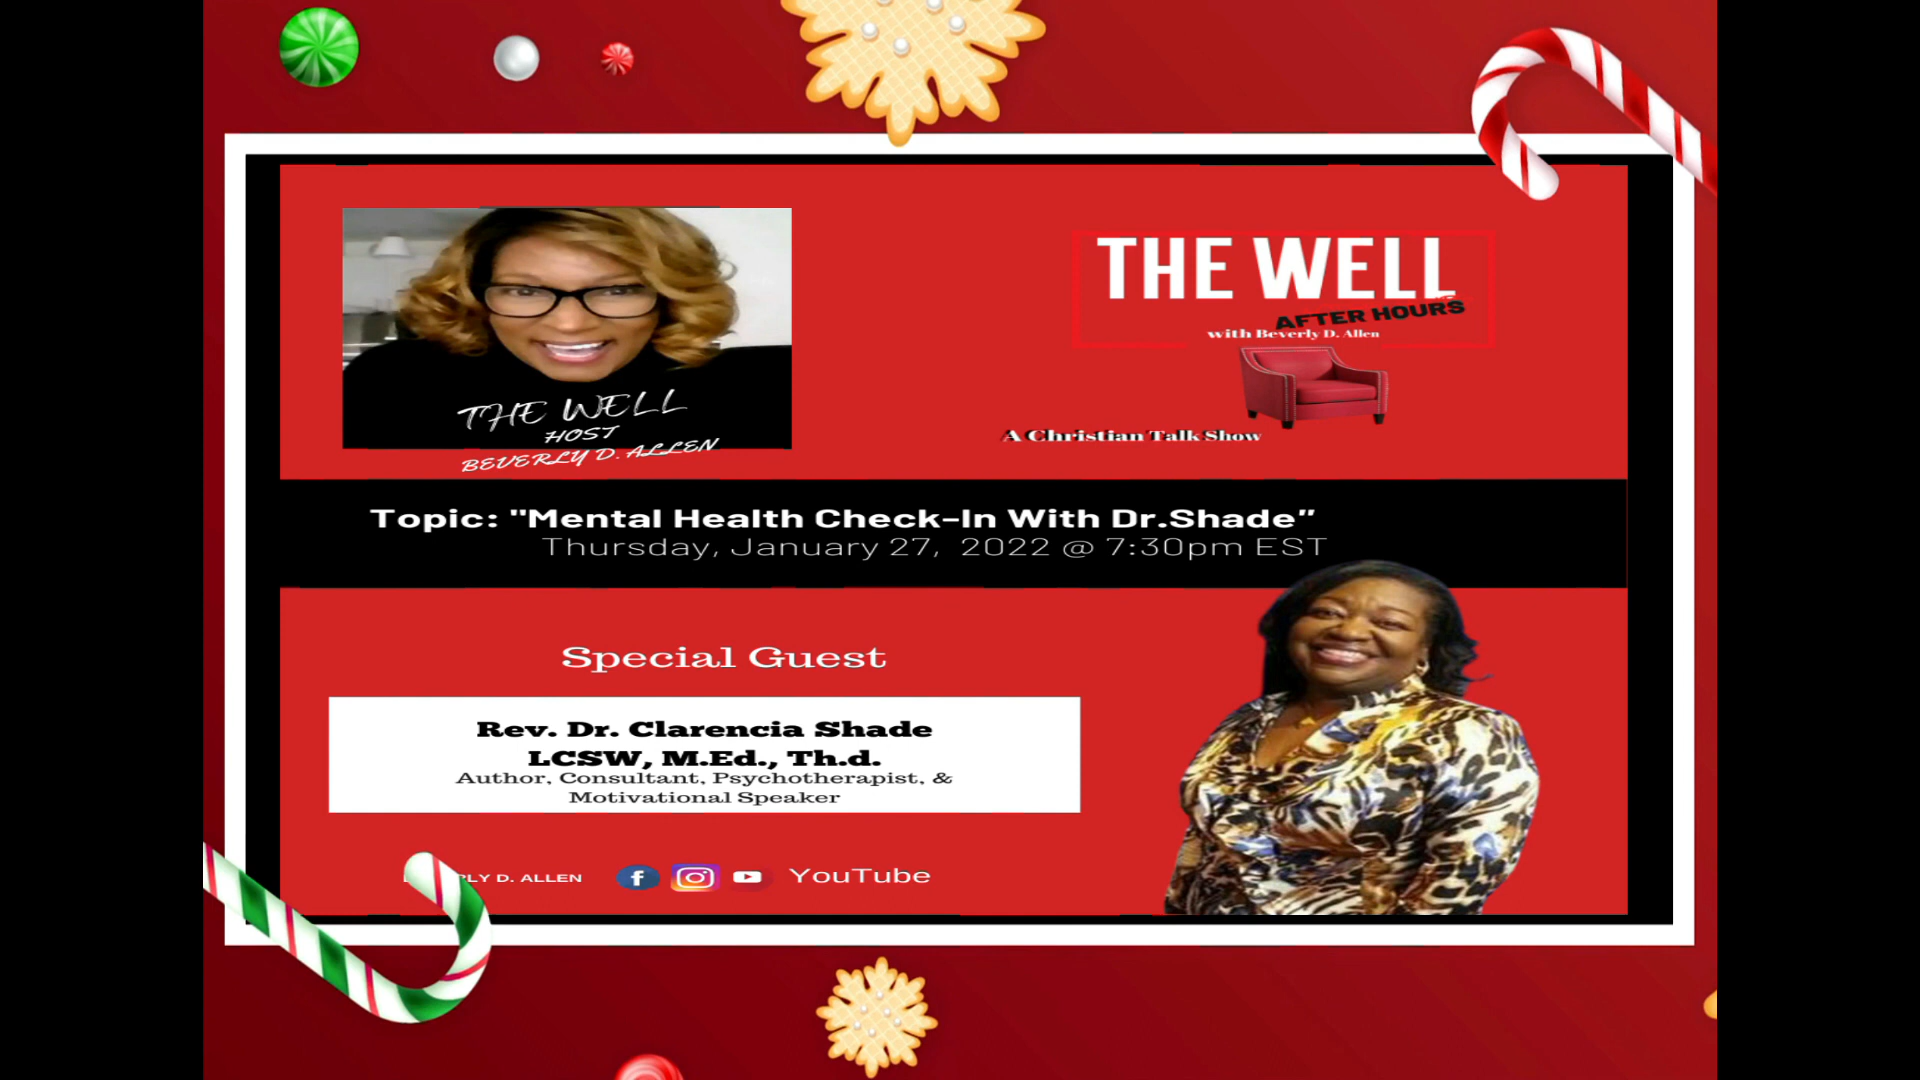 THE WELL
AFTER HOURS
with Beverly D. Allen
A Christian Talk Show
THE WELL
HOST
BEVERLY D. ALLEN
Topic: "Mental Health Check-In With Dr.Shade”
Thursday, January 27, 2022 @ 7:30pm EST
Special Guest
Rev. Dr. Clarencia Shade
LCSW, M.Ed., Th.d.
Author, Consultant, Psychotherapist, &
Motivational Speaker
D. ALLEN
YouTube